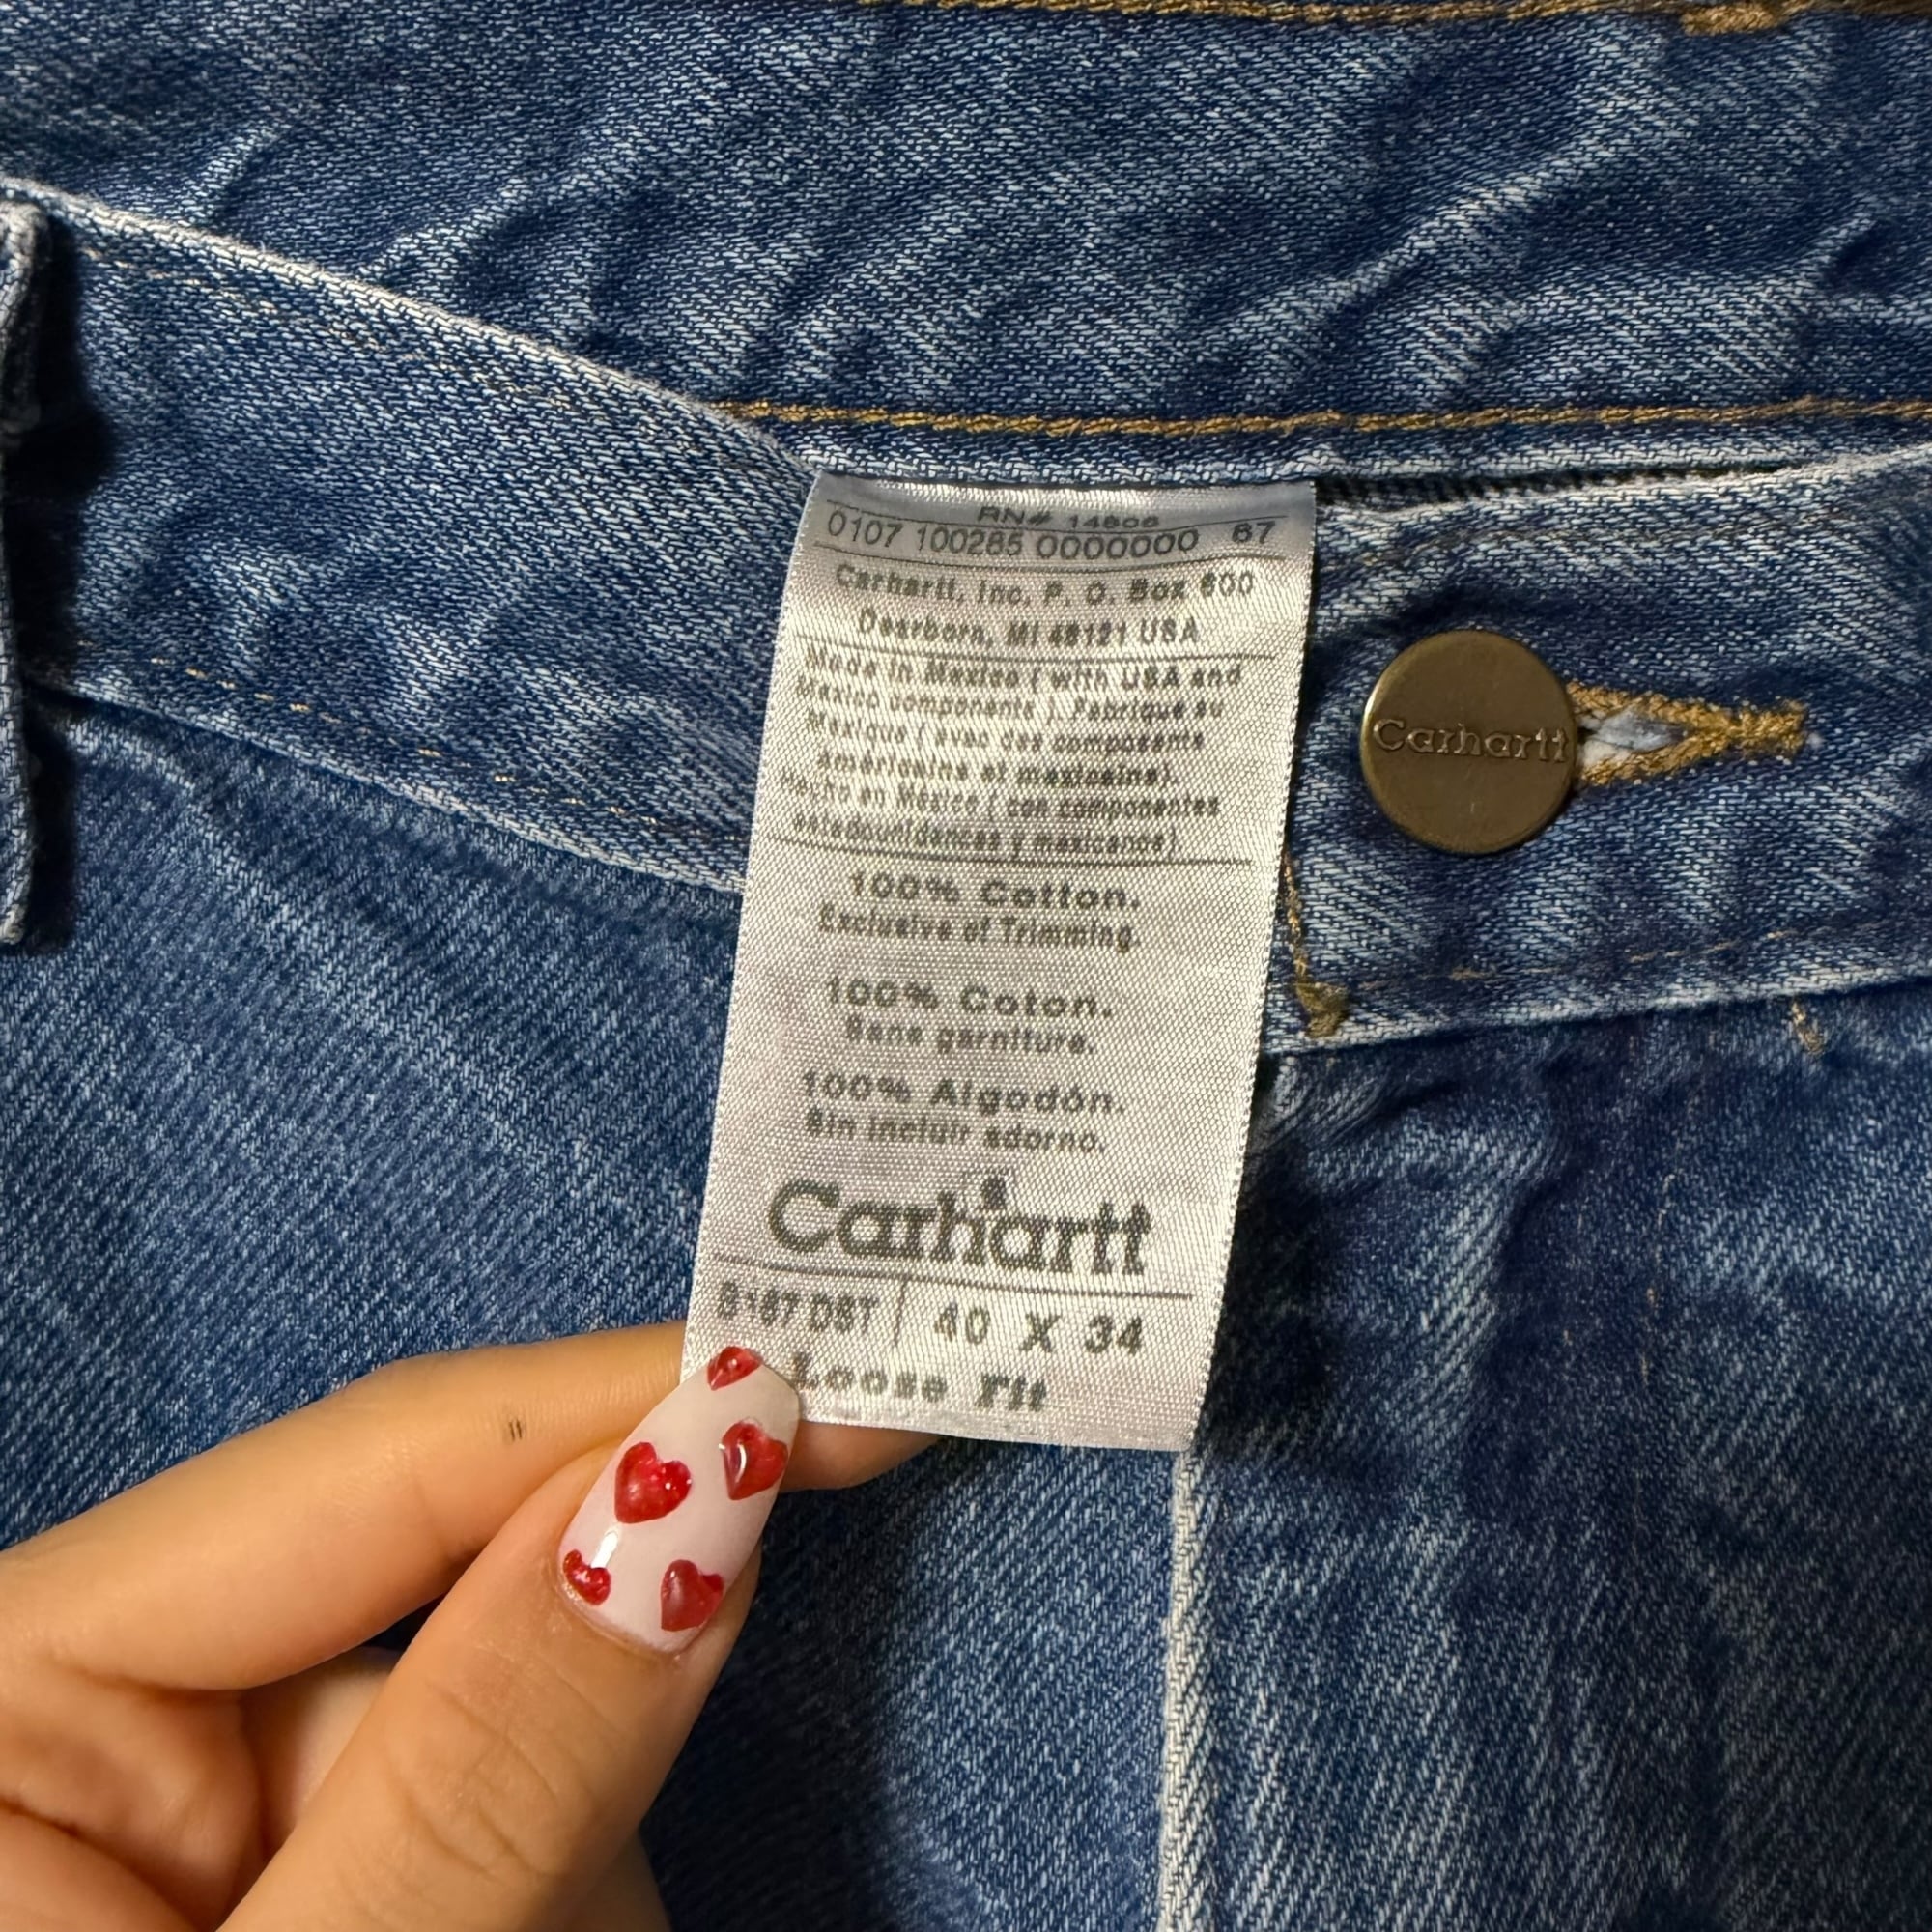 RN# 14806
0107 100265 0000000 67
Carhartt, Inc. P. O. Box 600
Dearborn, MI 48121 USA
Made in Mexico ( with USA and
Mexico components ). Fabriqué au
Mexique ( avec des composants
américains et mexicains).
Hecho en México ( con componentes
estadounidenses y mexicanos)
100% Cotton.
Exclusive of Trimming.
100% Coton.
Sans garniture.
100% Algodón.
Sin incluir adorno.
Carhartt
40 X 34
Loose Fit
Carhartt